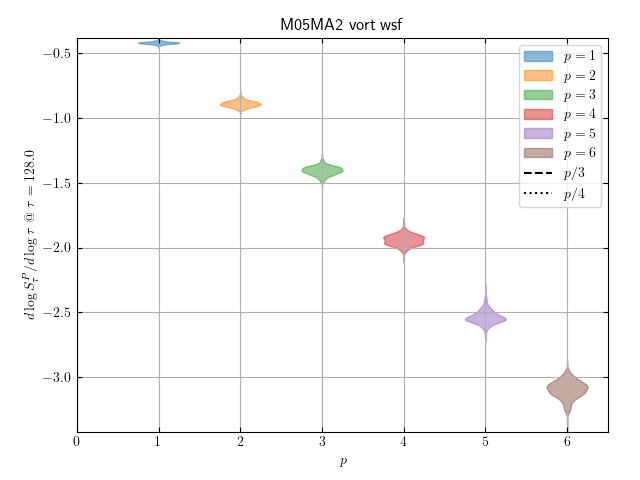 M05MA2 vort wsf
d log S_τ^P / d log τ @ τ = 128.0
−0.5
−1.0
−1.5
−2.0
−2.5
−3.0
0 1 2 3 4 5 6
p
p = 1
p = 2
p = 3
p = 4
p = 5
p = 6
p/3
p/4